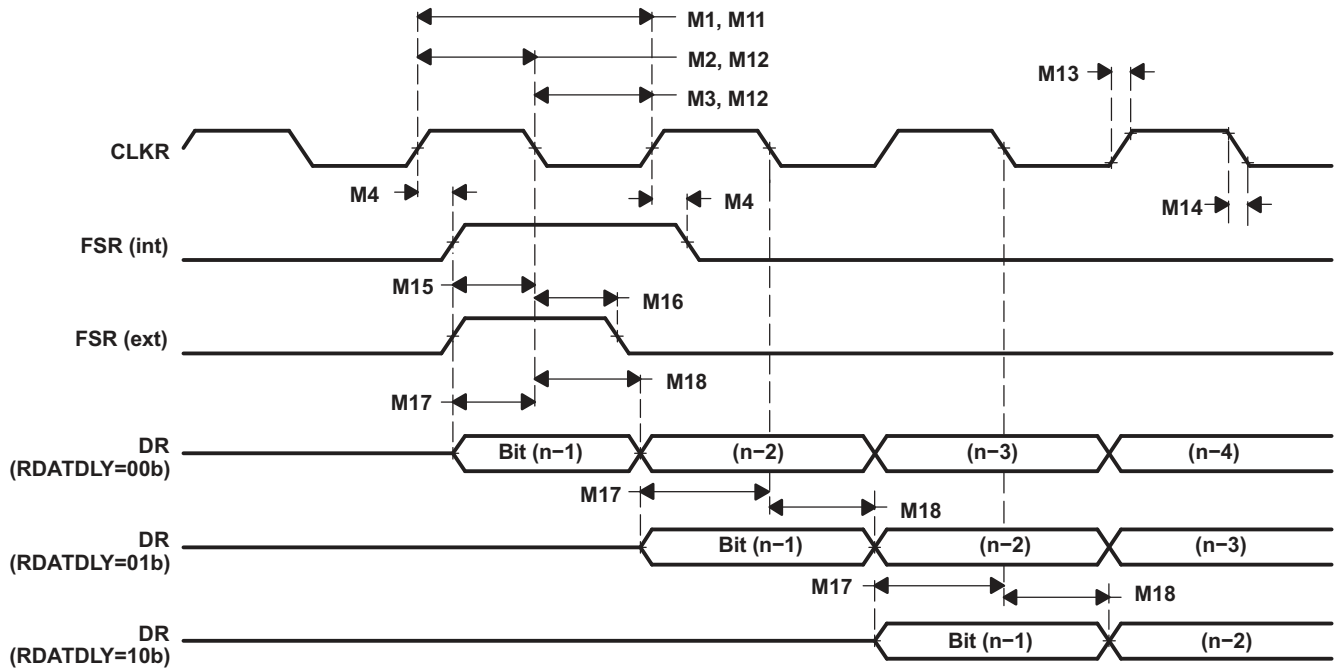 M1, M11
M2, M12
M3, M12
M13
CLKR
M4
M4
M14
FSR (int)
M15
M16
FSR (ext)
M18
M17
DR
(RDATDLY=00b)
Bit (n−1)
(n−2)
(n−3)
(n−4)
M17
M18
DR
(RDATDLY=01b)
Bit (n−1)
(n−2)
(n−3)
M17
M18
DR
(RDATDLY=10b)
Bit (n−1)
(n−2)